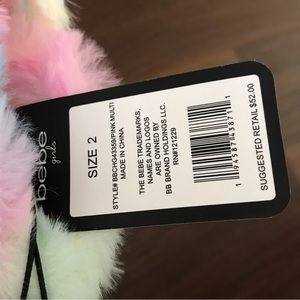 bebe
girls
SIZE 2
STYLE# BBCHG43359/PINK MULTI
MADE IN CHINA
THE BEBE TRADEMARKS,
NAMES AND LOGOS
ARE OWNED BY
BB BRAND HOLDINGS LLC.
RN#121229
SUGGESTED RETAIL $52.00